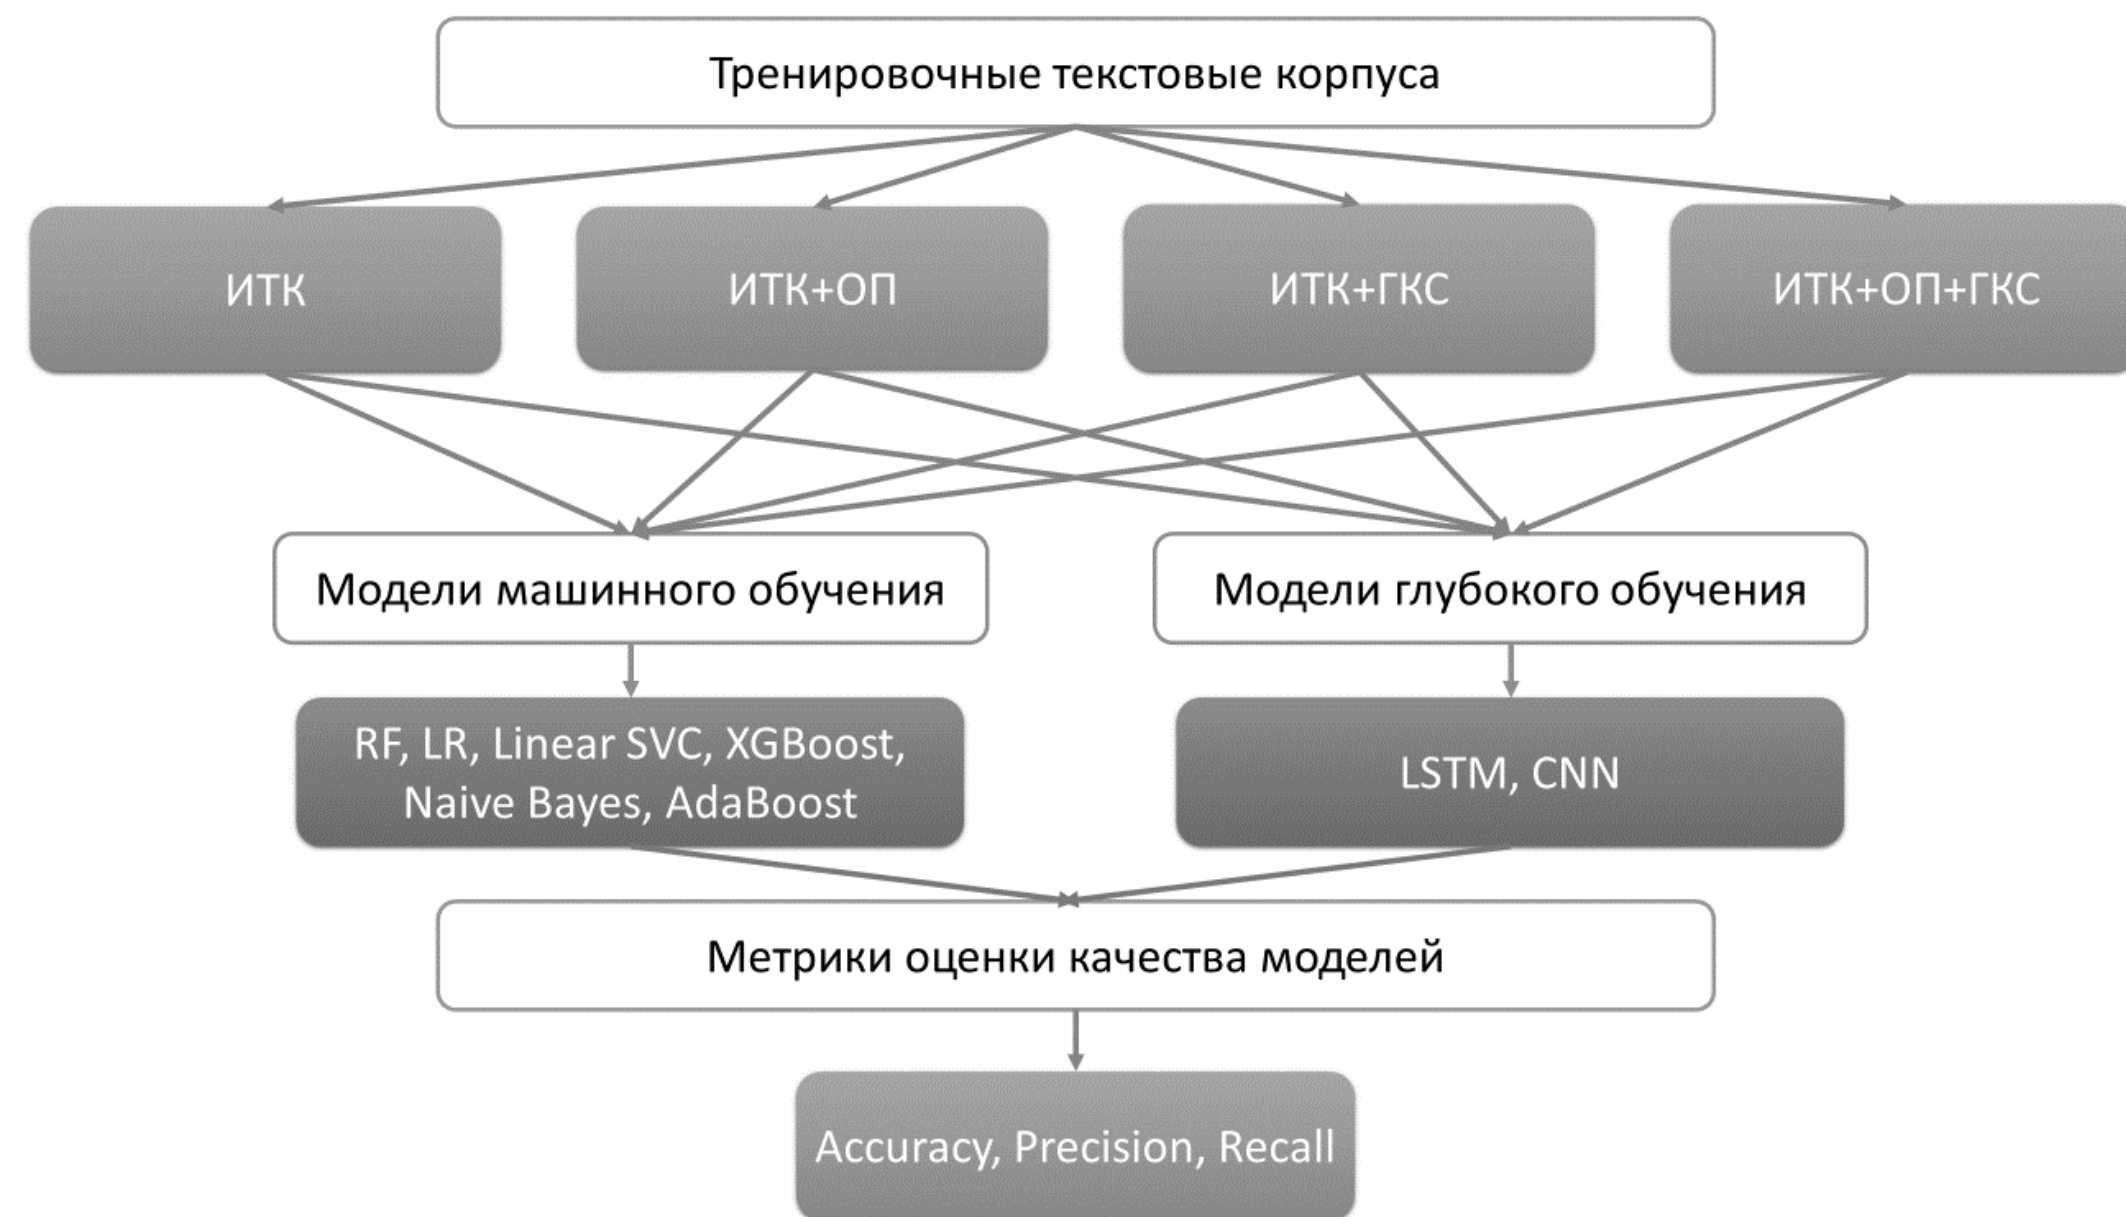 Тренировочные текстовые корпуса
ИТК
ИТК+ОП
ИТК+ГКС
ИТК+ОП+ГКС
Модели машинного обучения
Модели глубокого обучения
RF, LR, Linear SVC, XGBoost,
Naive Bayes, AdaBoost
LSTM, CNN
Метрики оценки качества моделей
Accuracy, Precision, Recall